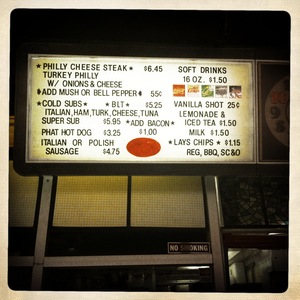 ★ PHILLY CHEESE STEAK ★ $6.45
TURKEY PHILLY
W/ ONIONS & CHEESE
ADD MUSH OR BELL PEPPER 55¢
★ COLD SUBS ★ ★ BLT ★ $5.25
ITALIAN, HAM, TURK, CHEESE, TUNA
SUPER SUB $5.95 ★ ADD BACON ★
PHAT HOT DOG $3.25 $1.00
ITALIAN OR POLISH
SAUSAGE $4.75
SOFT DRINKS
16 OZ. $1.50
VANILLA SHOT 25¢
LEMONADE &
ICED TEA $1.50
MILK $1.50
★ LAYS CHIPS ★ $1.15
REG, BBQ, SC&O
NO SMOKING